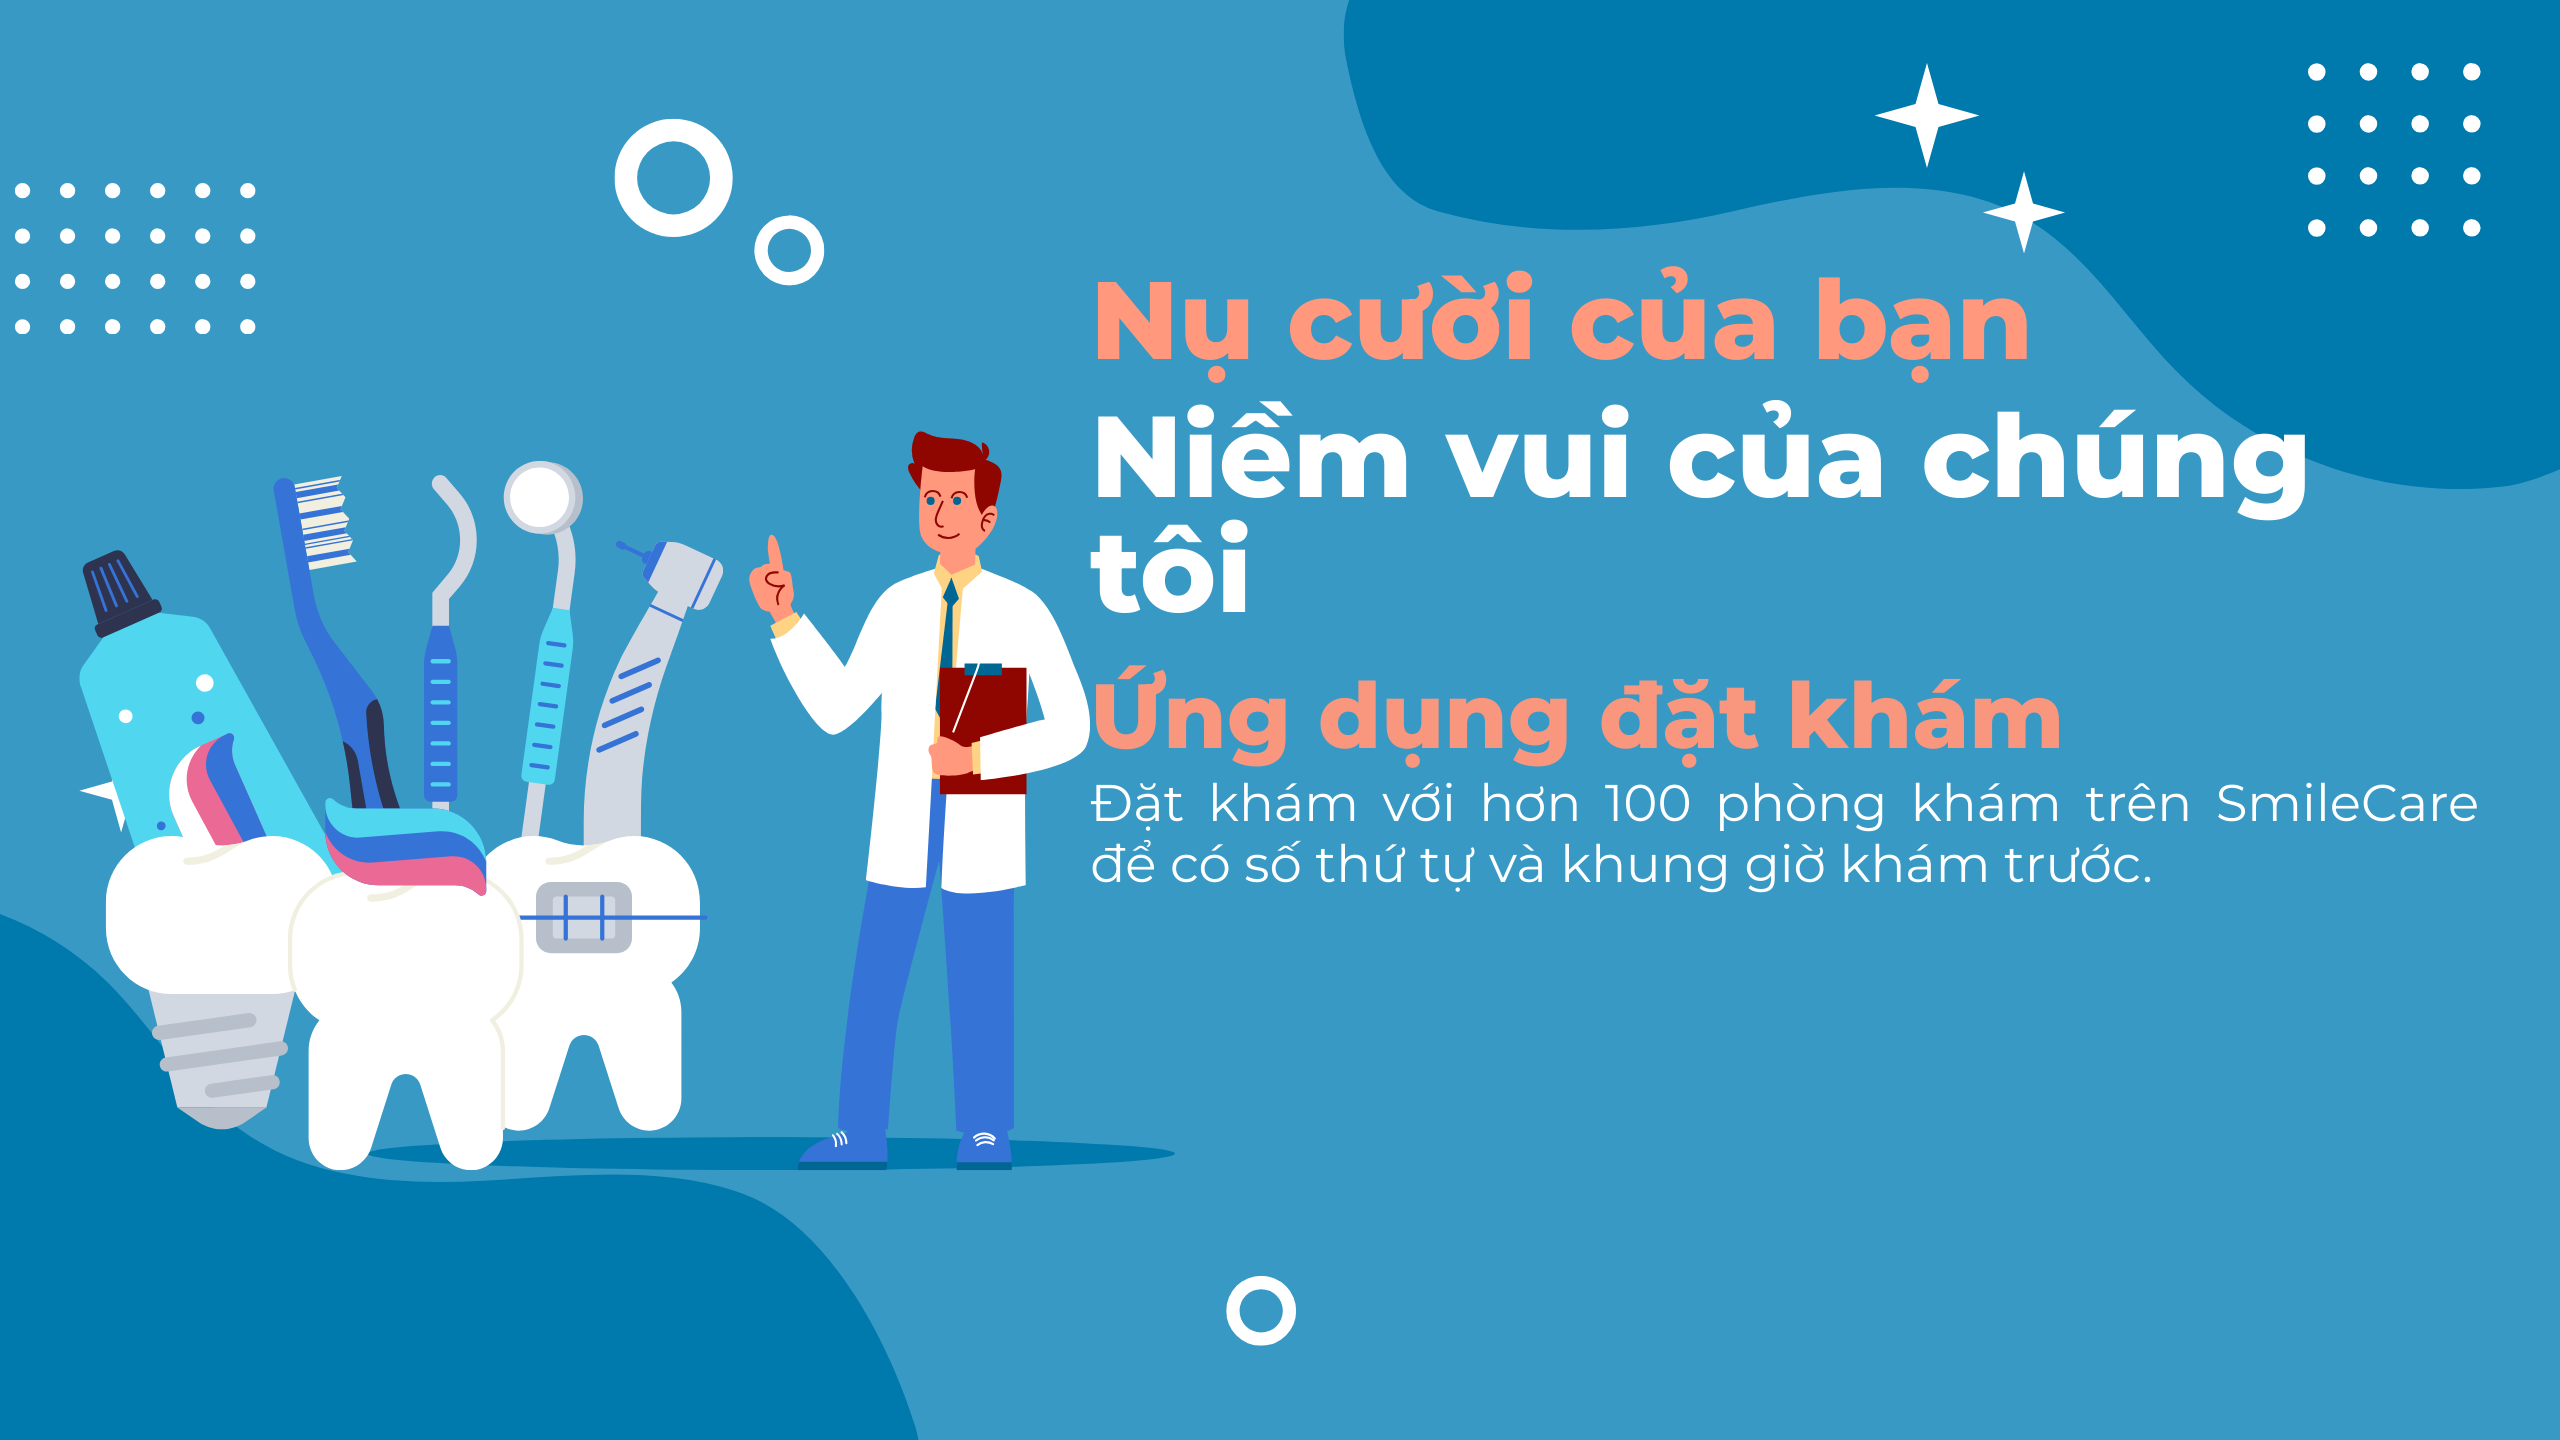 Nụ cười của bạn
Niềm vui của chúng
tôi
Ứng dụng đặt khám
Đặt khám với hơn 100 phòng khám trên SmileCare
để có số thứ tự và khung giờ khám trước.